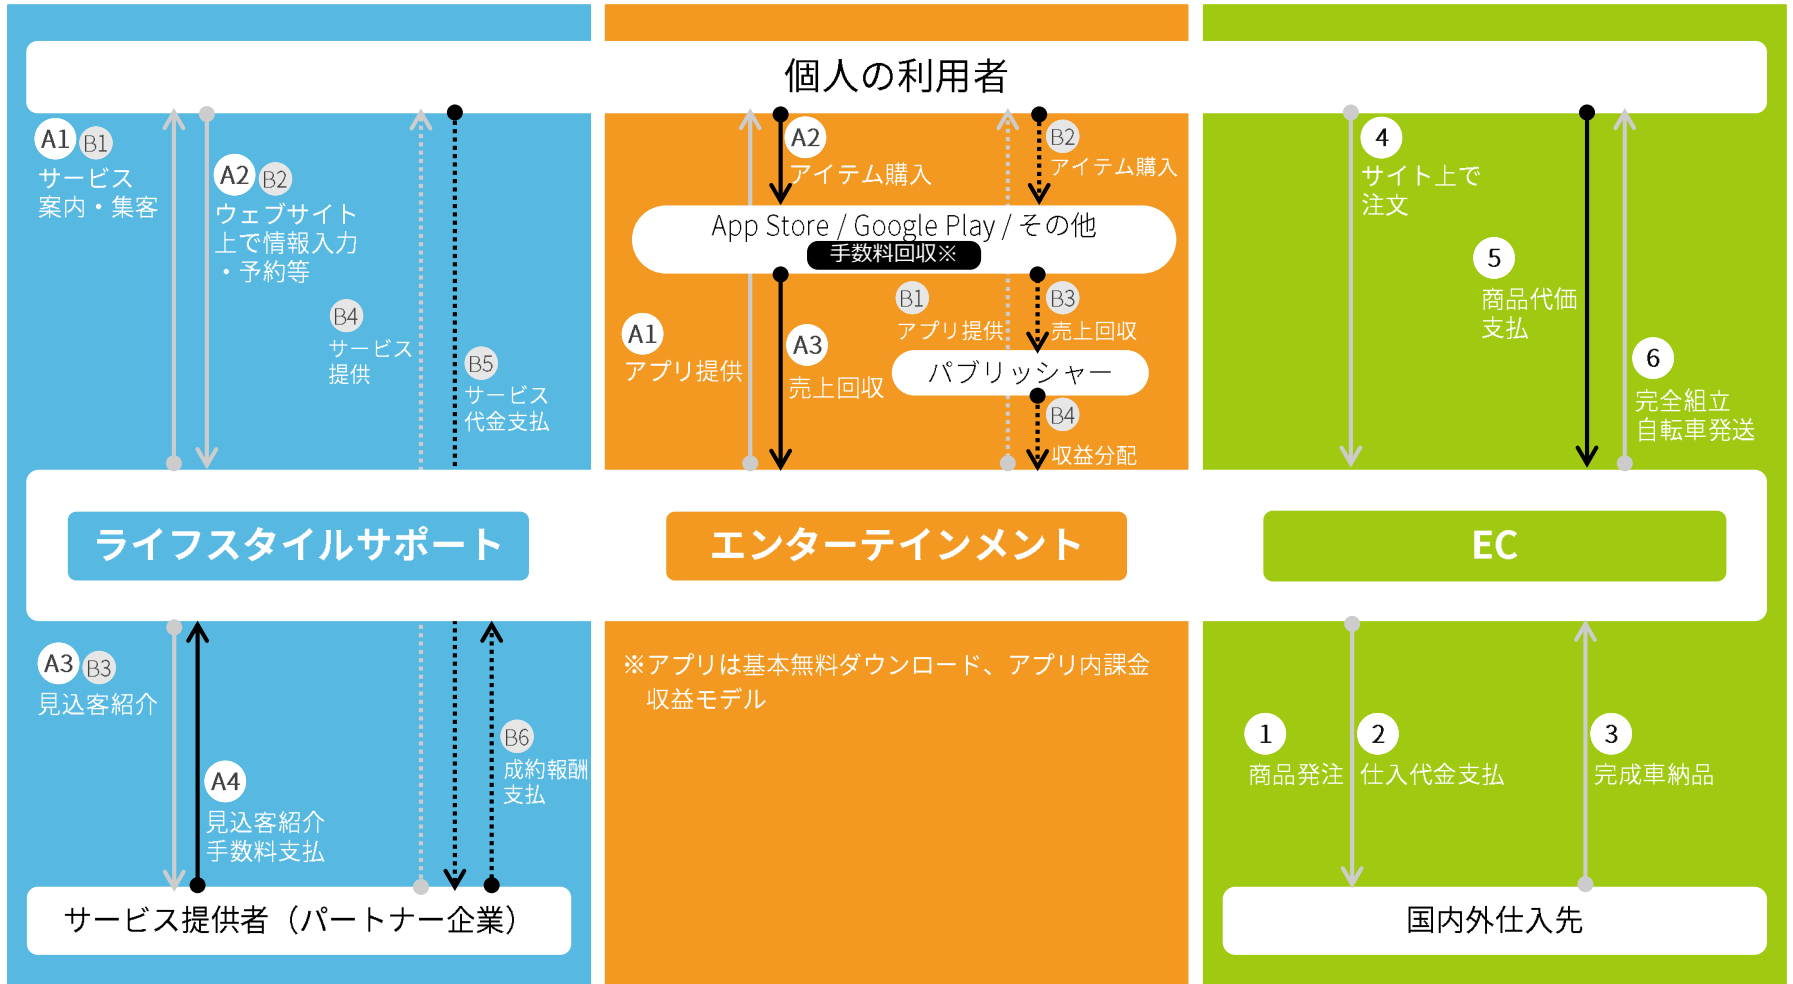 個人の利用者
A1 B1
サービス
案内・集客
A2 B2
ウェブサイト
上で情報入力
・予約等
B4
サービス
提供
B5
サービス
代金支払
A2
アイテム購入
B2
アイテム購入
App Store / Google Play / その他
手数料回収※
A1
アプリ提供
A3
売上回収
B1
アプリ提供
B3
売上回収
パブリッシャー
B4
収益分配
4
サイト上で
注文
5
商品代価
支払
6
完全組立
自転車発送
ライフスタイルサポート
エンターテインメント
EC
A3 B3
見込客紹介
A4
見込客紹介
手数料支払
B6
成約報酬
支払
サービス提供者（パートナー企業）
※アプリは基本無料ダウンロード、アプリ内課金
収益モデル
1
商品発注
2
仕入代金支払
3
完成車納品
国内外仕入先